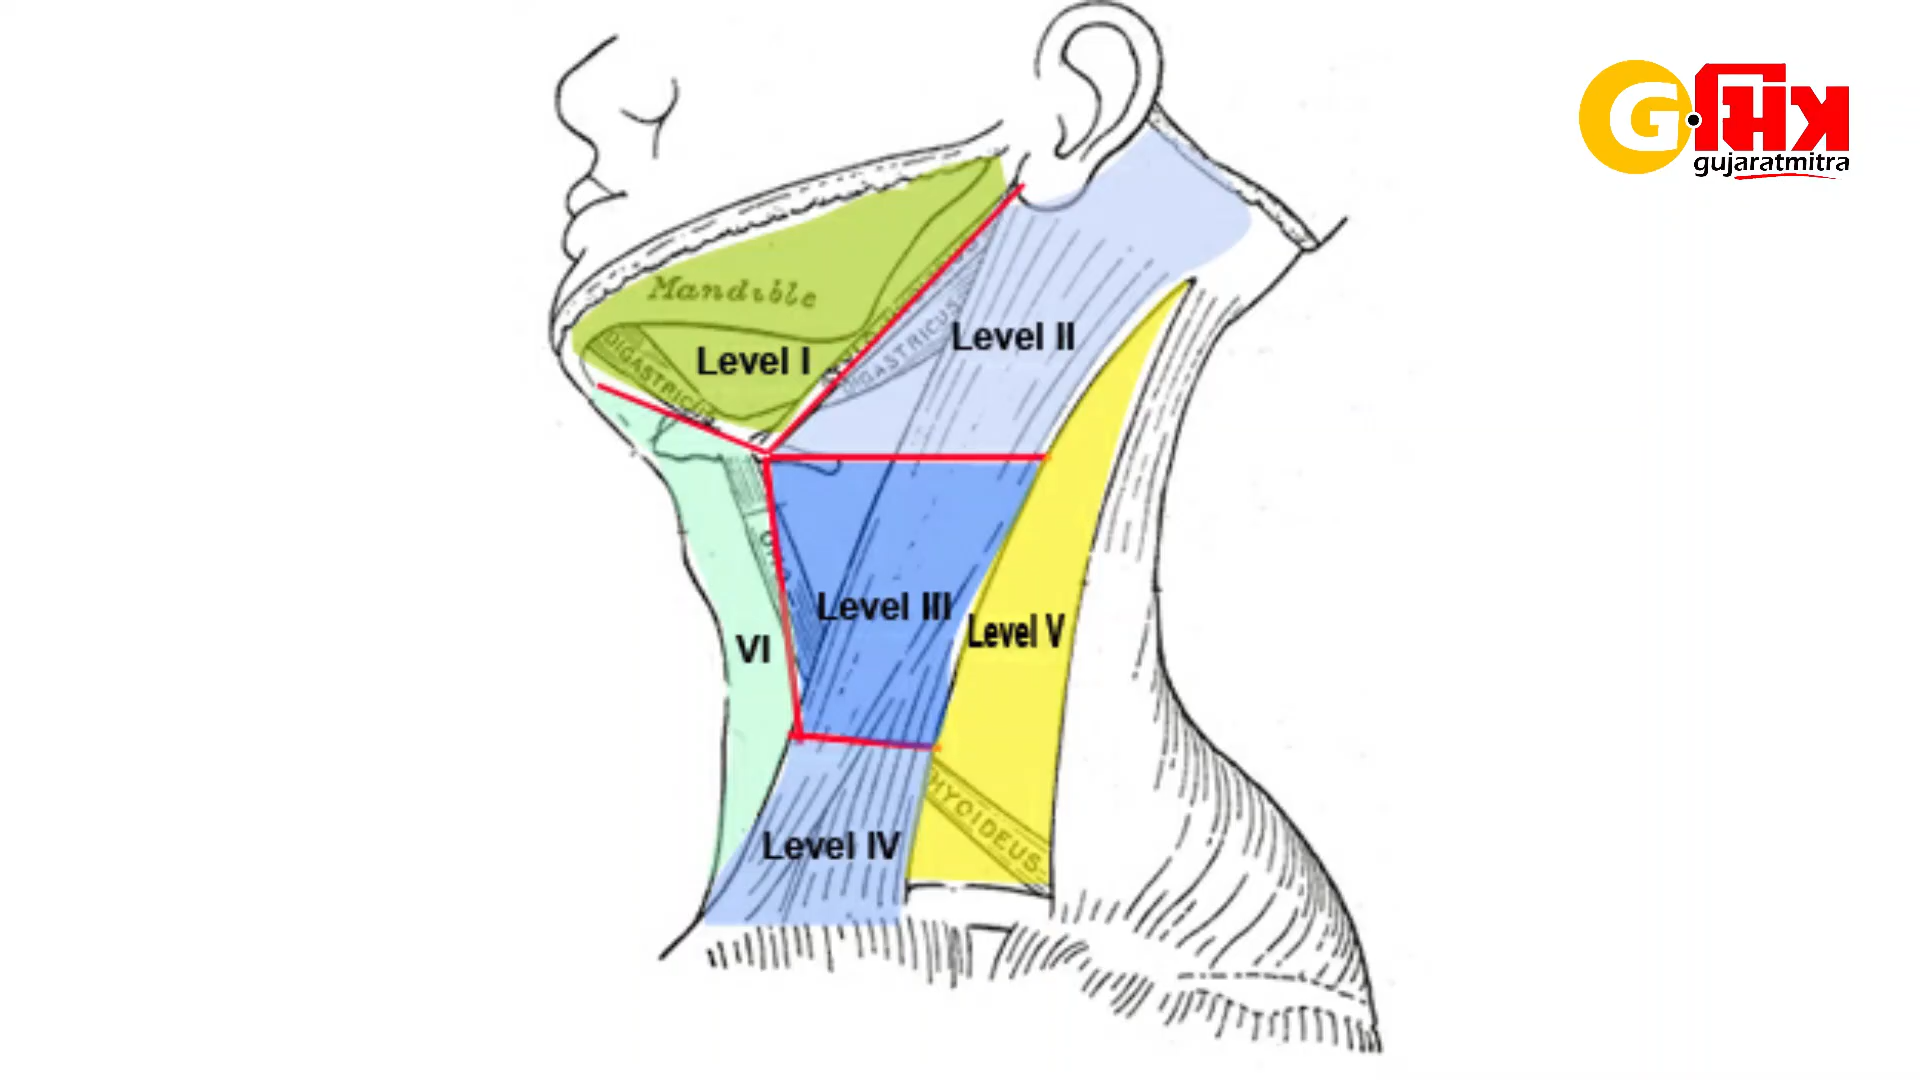 G
ગુ.મિત્ર
gujaratmitra
Mandible
Level II
Level I
DIGASTRICUS
DIGASTRICUS
Level III
Level V
VI
HYOIDEUS
Level IV